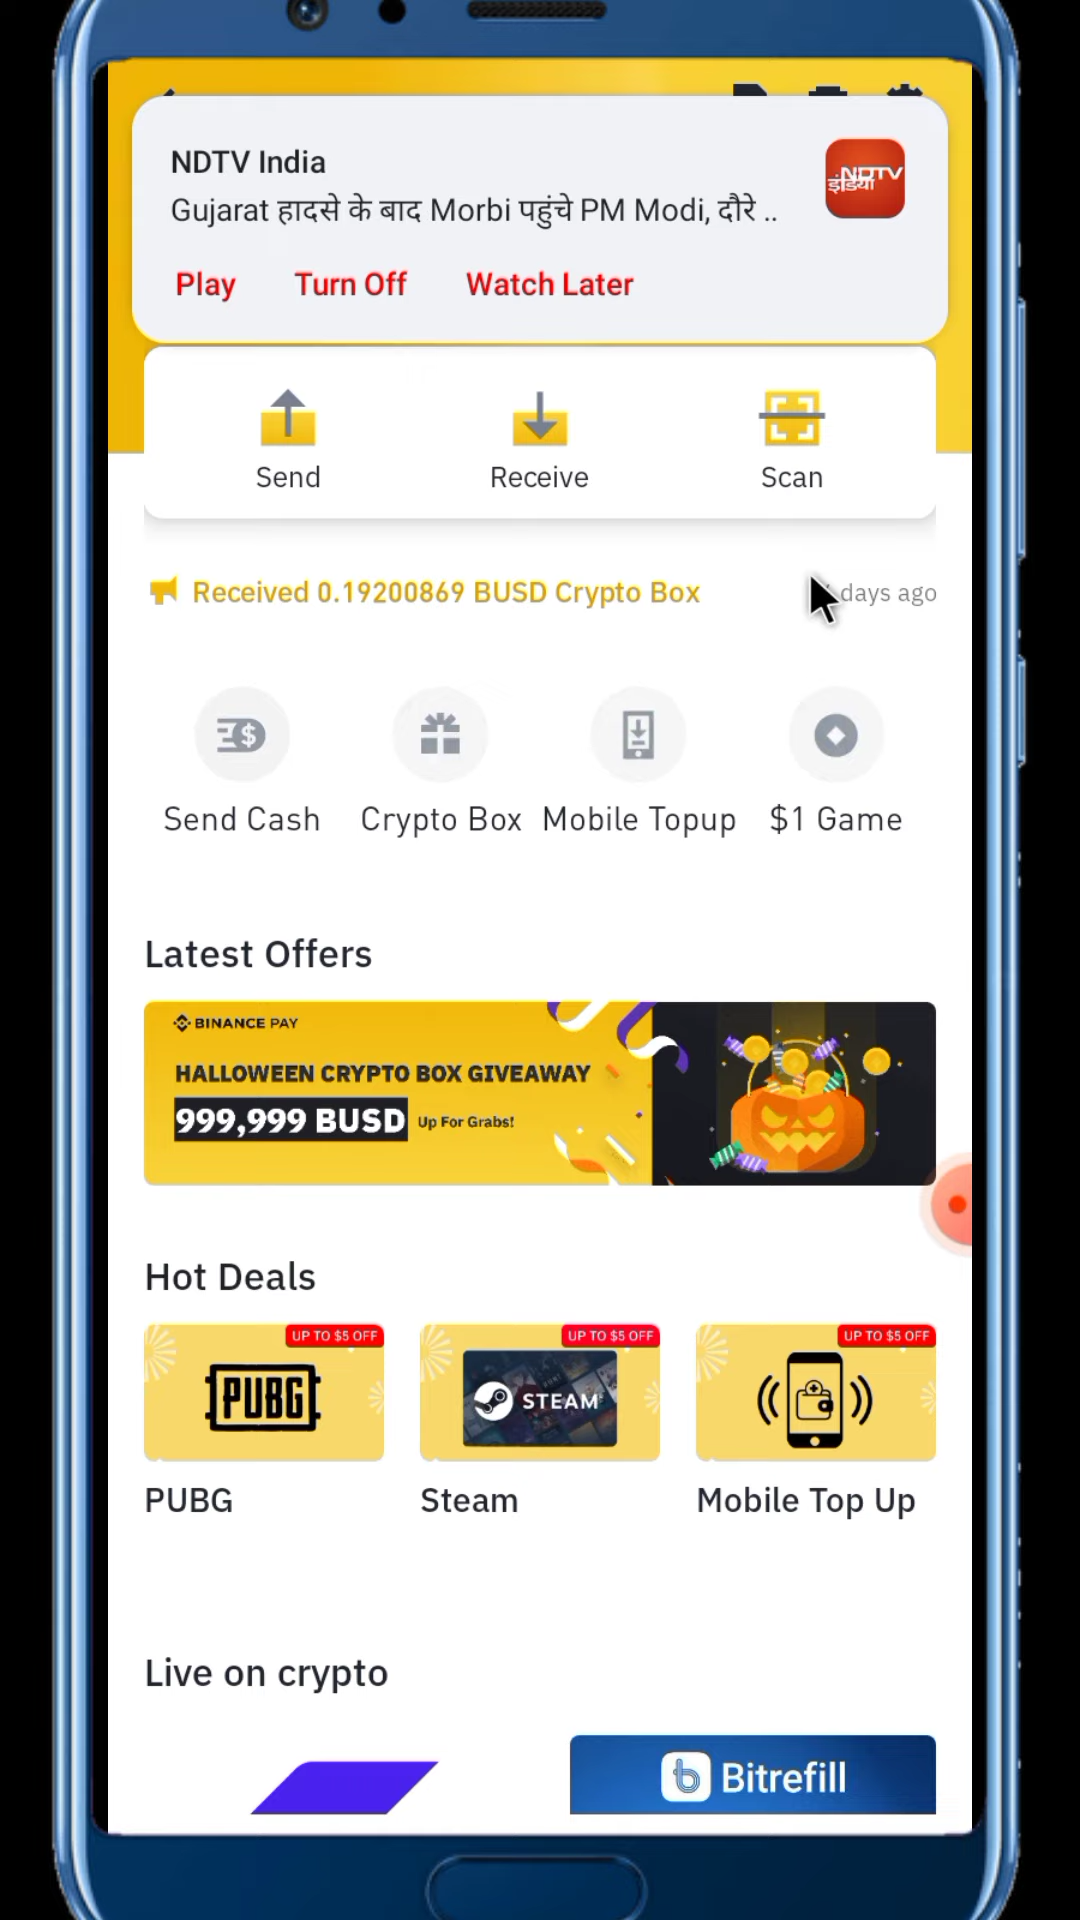 NDTV India
Gujarat हादसे के बाद Morbi पहुंचे PM Modi, दौरे ..
NDTV
इंडिया
Play Turn Off Watch Later
Send Receive Scan
Received 0.19200869 BUSD Crypto Box days ago
Send Cash Crypto Box Mobile Topup $1 Game
Latest Offers
BINANCE PAY
HALLOWEEN CRYPTO BOX GIVEAWAY
999,999 BUSD Up For Grabs!
Hot Deals
UP TO $5 OFF UP TO $5 OFF UP TO $5 OFF
PUBG STEAM
PUBG Steam Mobile Top Up
Live on crypto
Bitrefill